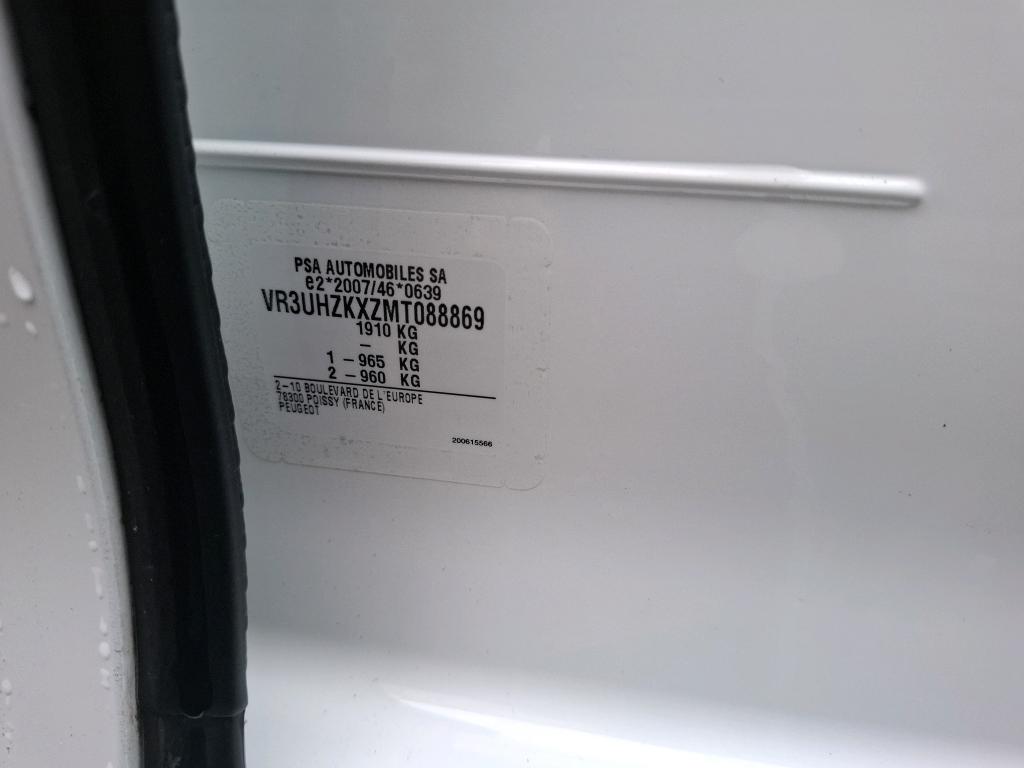 PSA AUTOMOBILES SA
e2*2007/46*0639
VR3UHZKXZMT088869
1910 KG
– KG
1 – 965 KG
2 – 960 KG
2–10 BOULEVARD DE L'EUROPE
78300 POISSY (FRANCE)
PEUGEOT
200615566